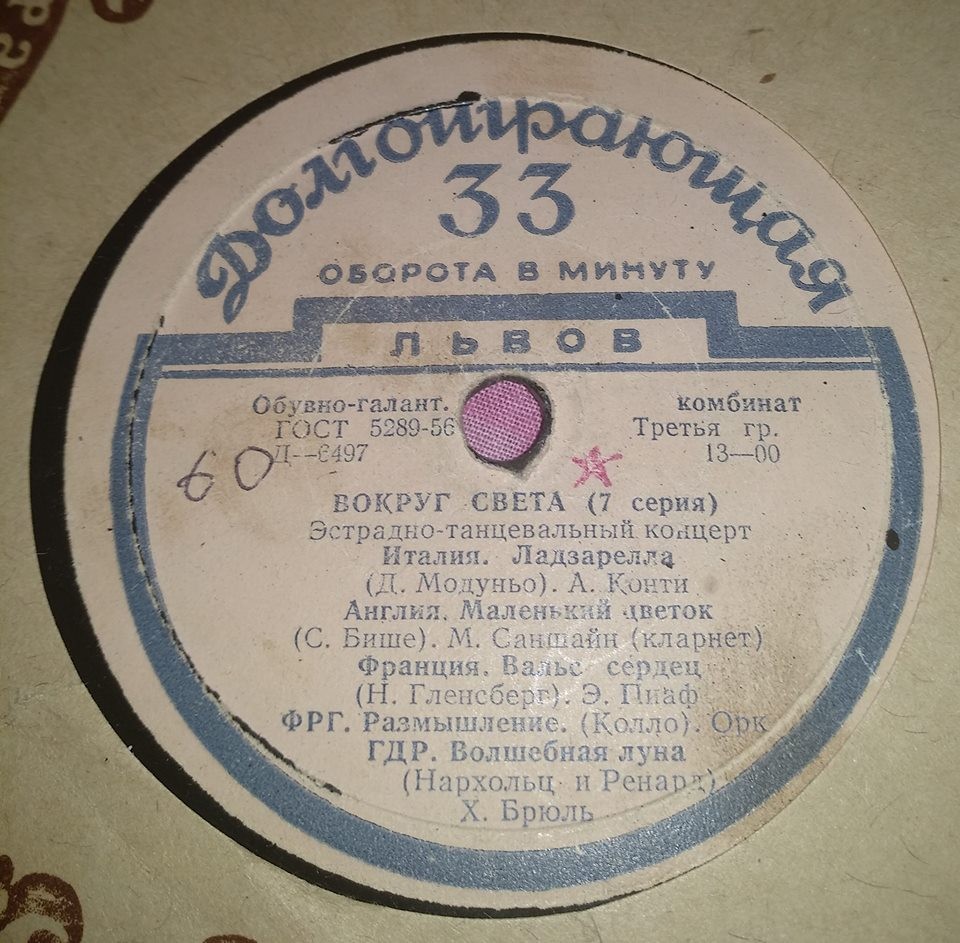 Долгоиграющая
33
ОБОРОТА В МИНУТУ
ЛЬВОВ
Обувно-галант. комбинат
ГОСТ 5289-56 Третья гр.
Д—6497 13—00
60
ВОКРУГ СВЕТА (7 серия)
Эстрадно-танцевальный концерт
Италия. Ладзарелла
(Д. Модуньо). А. Конти
Англия. Маленький цветок
(С. Бише). М. Саншайн (кларнет)
Франция. Вальс сердец
(Н. Гленсберг). Э. Пиаф
ФРГ. Размышление. (Колло). Орк
ГДР. Волшебная луна
(Нархольц и Ренард)
Х. Брюль